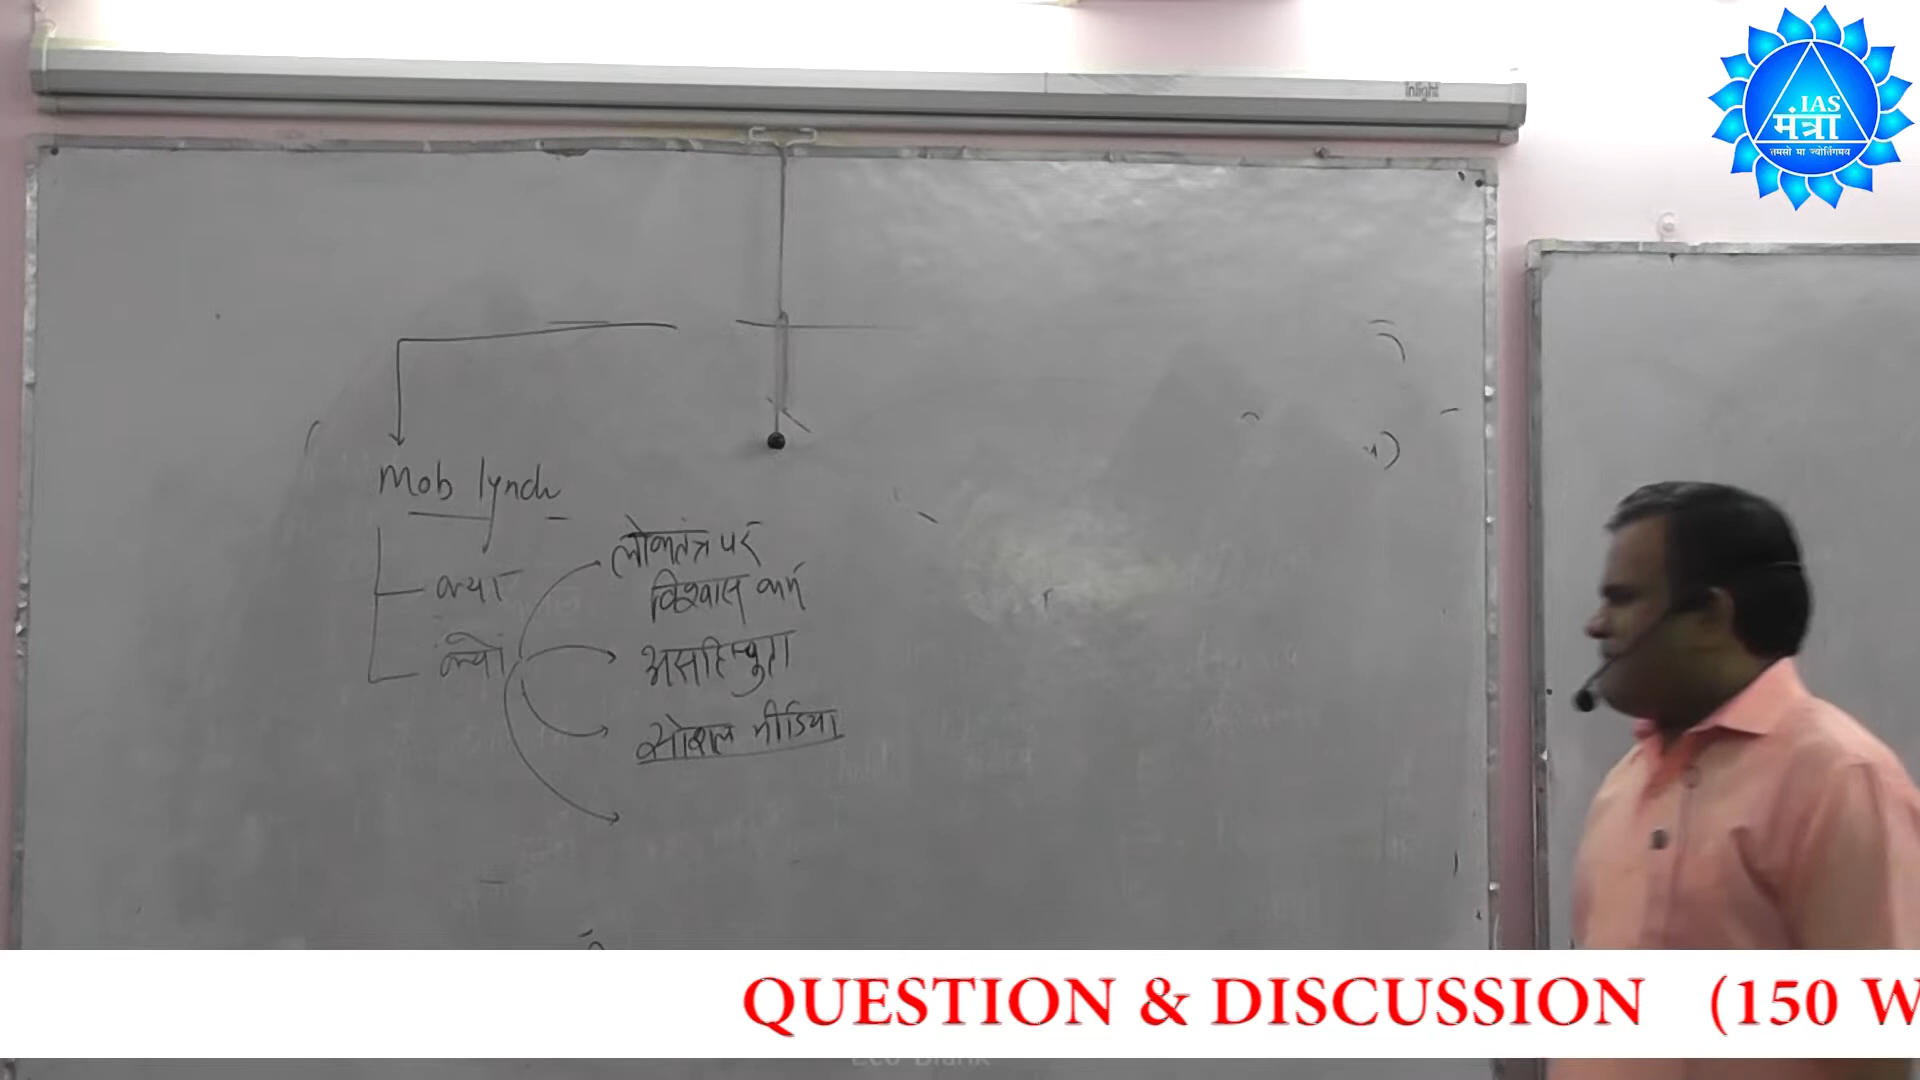 Inlight
IAS
मंत्रा
तमसो मा ज्योतिंगमय
Mob lynch
लोकतंत्र पर
विश्वास कम
क्या
क्यों
असहिष्णुता
सोशल मीडिया
QUESTION & DISCUSSION (150 W